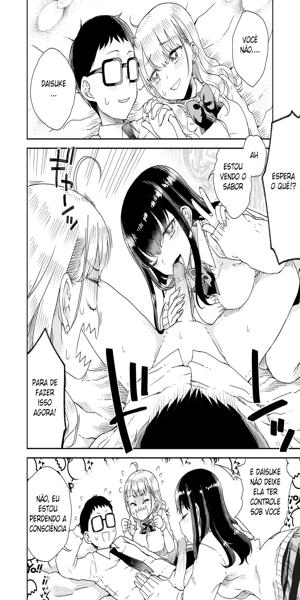 VOCÊ
NÃO....
DAISUKE
...
AH
ESTOU
VENDO O
SABOR
ESPERA
O QUÊ!?
PARA DE
FAZER
ISSO
AGORA!
E DAISUKE
NÃO DEIXE
ELA TER
CONTROLE
SOB VOCÊ
NÃO, EU
ESTOU
PERDENDO A
CONSCIÊNCIA